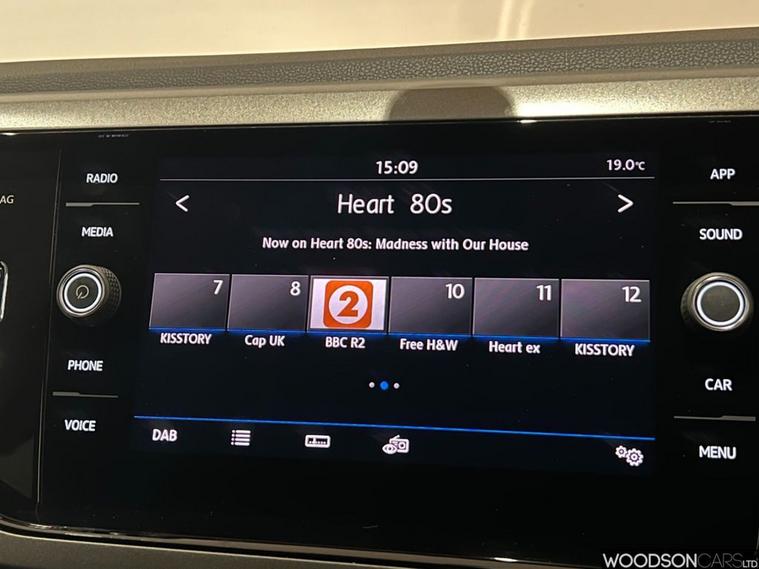 15:09 19.0°C
RADIO APP
AG
< Heart 80s >
MEDIA SOUND
Now on Heart 80s: Madness with Our House
7 8 2 10 11 12
KISSTORY Cap UK BBC R2 Free H&W Heart ex KISSTORY
PHONE CAR
VOICE MENU
DAB
WOODSONCARSLTD